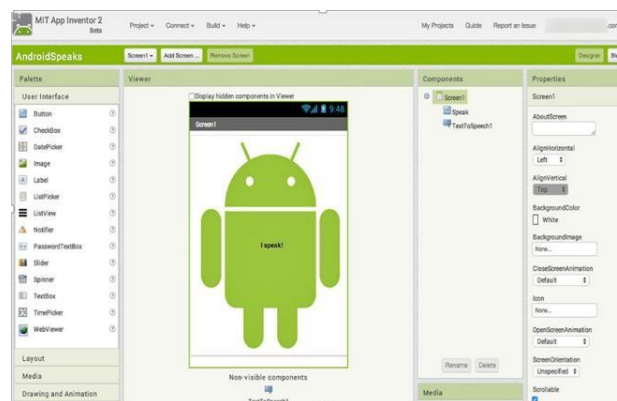 MIT App Inventor 2
Beta
Project Connect Build Help
My Projects Guide Report an Issue
.com
AndroidSpeaks
Screen1 Add Screen ... Remove Screen
Designer Bl
Palette
User Interface
Button
CheckBox
DatePicker
Image
Label
ListPicker
ListView
Notifier
PasswordTextBox
Slider
Spinner
TextBox
TimePicker
WebViewer
Layout
Media
Drawing and Animation
Viewer
Display hidden components in Viewer
9:48
Screen1
I speak!
Non-visible components
TextToSpeech1
Components
Screen1
Speak
TextToSpeech1
Rename Delete
Media
Properties
Screen1
AboutScreen
AlignHorizontal
Left
AlignVertical
Top
BackgroundColor
White
BackgroundImage
None...
CloseScreenAnimation
Default
Icon
None...
OpenScreenAnimation
Default
ScreenOrientation
Unspecified
Scrollable